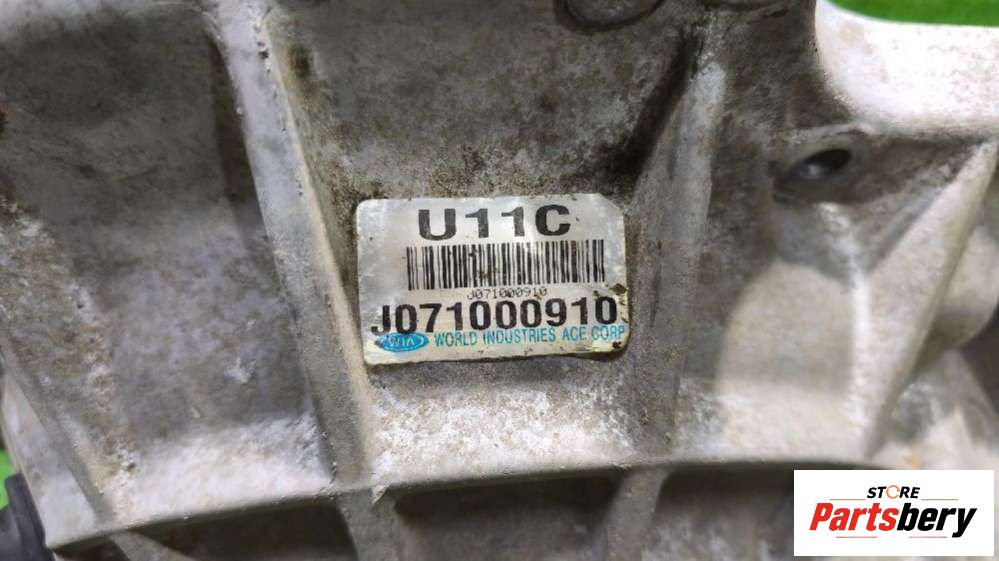 U11C
J071000910
J071000910
WIA WORLD INDUSTRIES ACE CORP
STORE
Partsbery